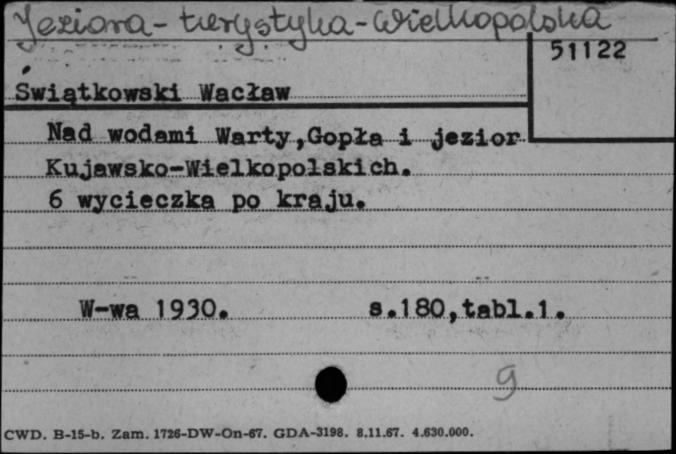 Jeziora - turystyka - Wielkopolska
51122
Świątkowski Wacław
Nad wodami Warty,Gopła i jezior
Kujawsko-Wielkopolskich.
6 wycieczka po kraju.
W-wa 1930. s.180,tabl.1.
9
CWD. B-15-b. Zam. 1726-DW-On-67. GDA-3198. 8.11.67. 4.630.000.